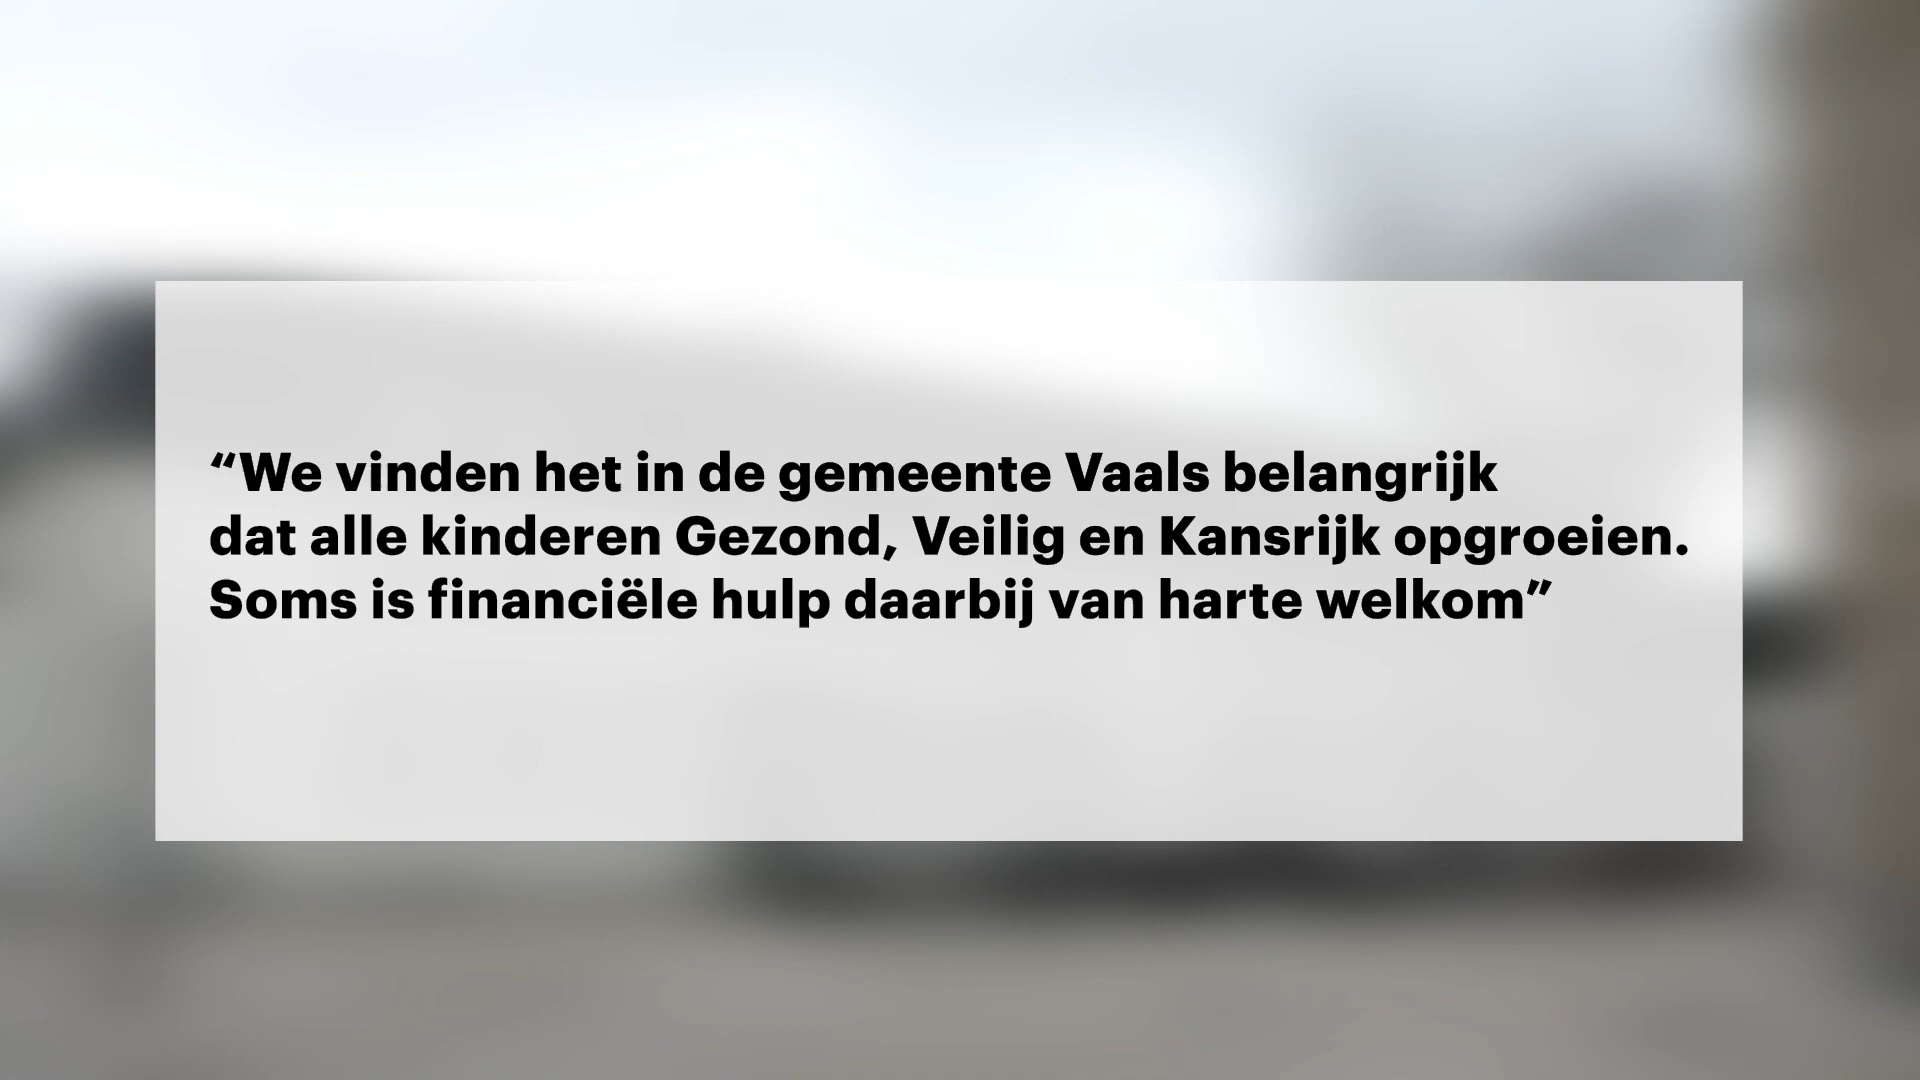 “We vinden het in de gemeente Vaals belangrijk
dat alle kinderen Gezond, Veilig en Kansrijk opgroeien.
Soms is financiële hulp daarbij van harte welkom”